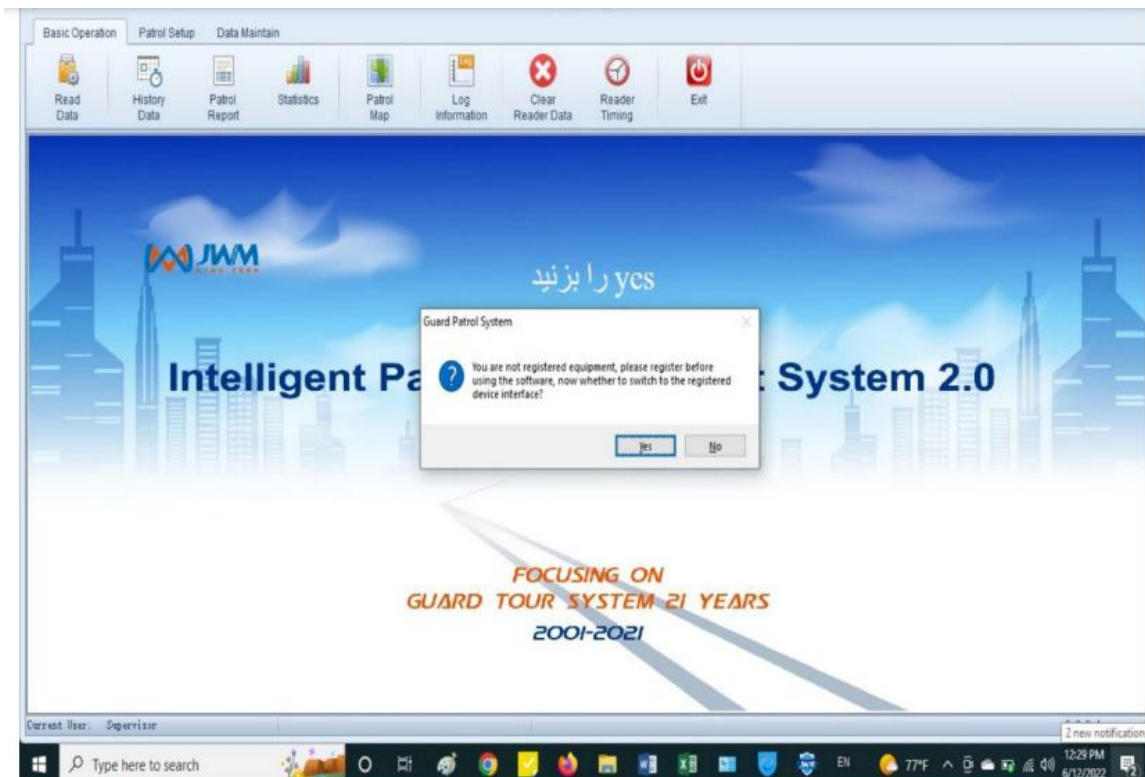 Basic Operation Patrol Setup Data Maintain
Read Data
History Data
Patrol Report
Statistics
Patrol Map
Log Information
Clear Reader Data
Reader Timing
Exit
JWM
yes را بزنید
Guard Patrol System
You are not registered equipment, please register before
using the software, now whether to switch to the registered
device interface?
Yes No
Intelligent Pa t System 2.0
FOCUSING ON
GUARD TOUR SYSTEM 21 YEARS
2001-2021
Current User: Supervisor
2 new notification
Type here to search
EN 77°F 12:29 PM
6/12/2022